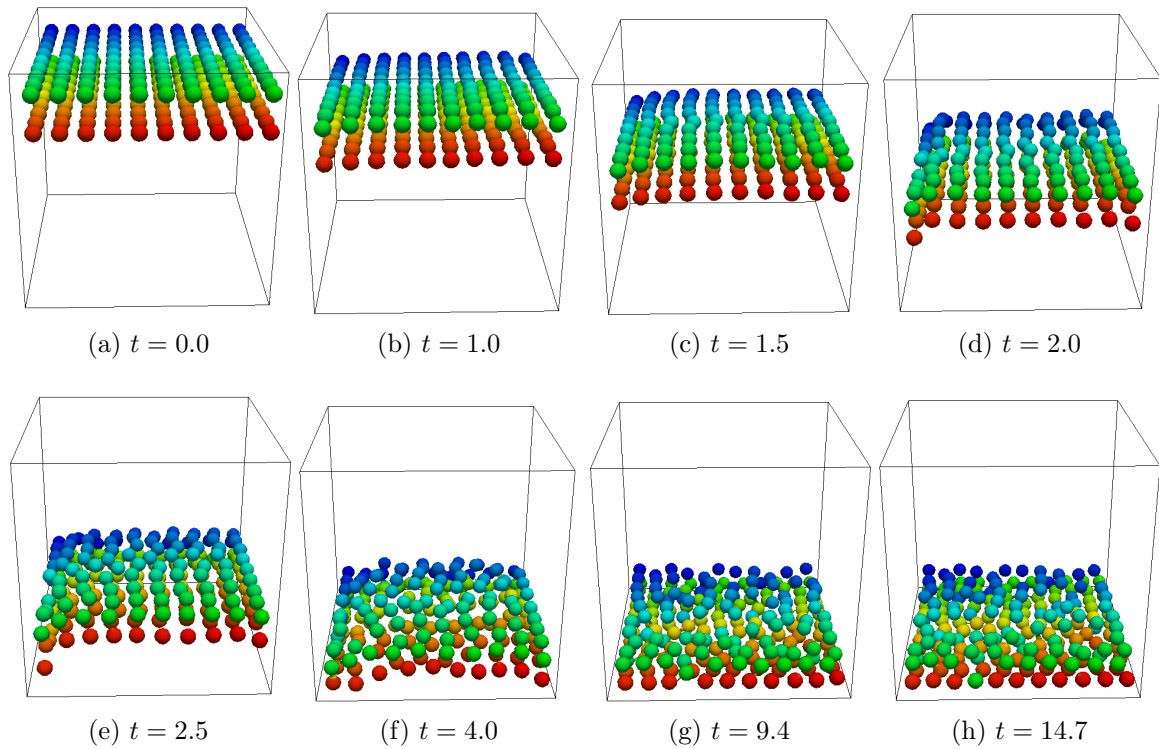 (a) t = 0.0
(b) t = 1.0
(c) t = 1.5
(d) t = 2.0
(e) t = 2.5
(f) t = 4.0
(g) t = 9.4
(h) t = 14.7